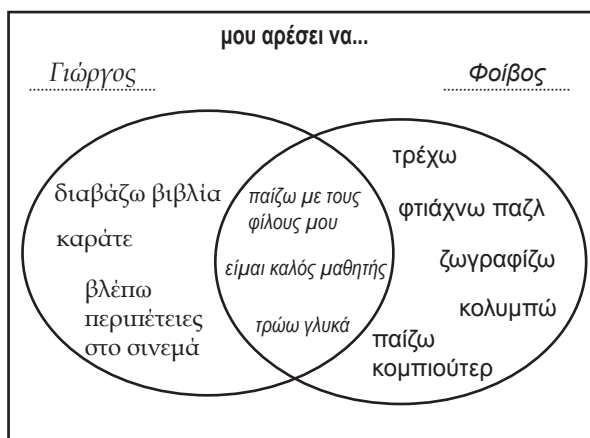 μου αρέσει να...
Γιώργος
Φοίβος
διαβάζω βιβλία
καράτε
βλέπω
περιπέτειες
στο σινεμά
παίζω με τους
φίλους μου
είμαι καλός μαθητής
τρώω γλυκά
τρέχω
φτιάχνω παζλ
ζωγραφίζω
κολυμπώ
παίζω
κομπιούτερ